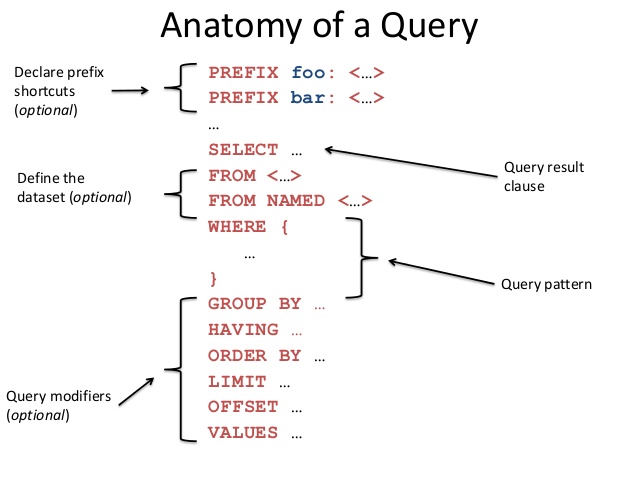 Anatomy of a Query
Declare prefix
shortcuts
(optional)
PREFIX foo: <…>
PREFIX bar: <…>
…
SELECT …
Query result
clause
Define the
dataset (optional)
FROM <…>
FROM NAMED <…>
WHERE {
…
}
Query pattern
GROUP BY …
HAVING …
ORDER BY …
LIMIT …
OFFSET …
VALUES …
Query modifiers
(optional)